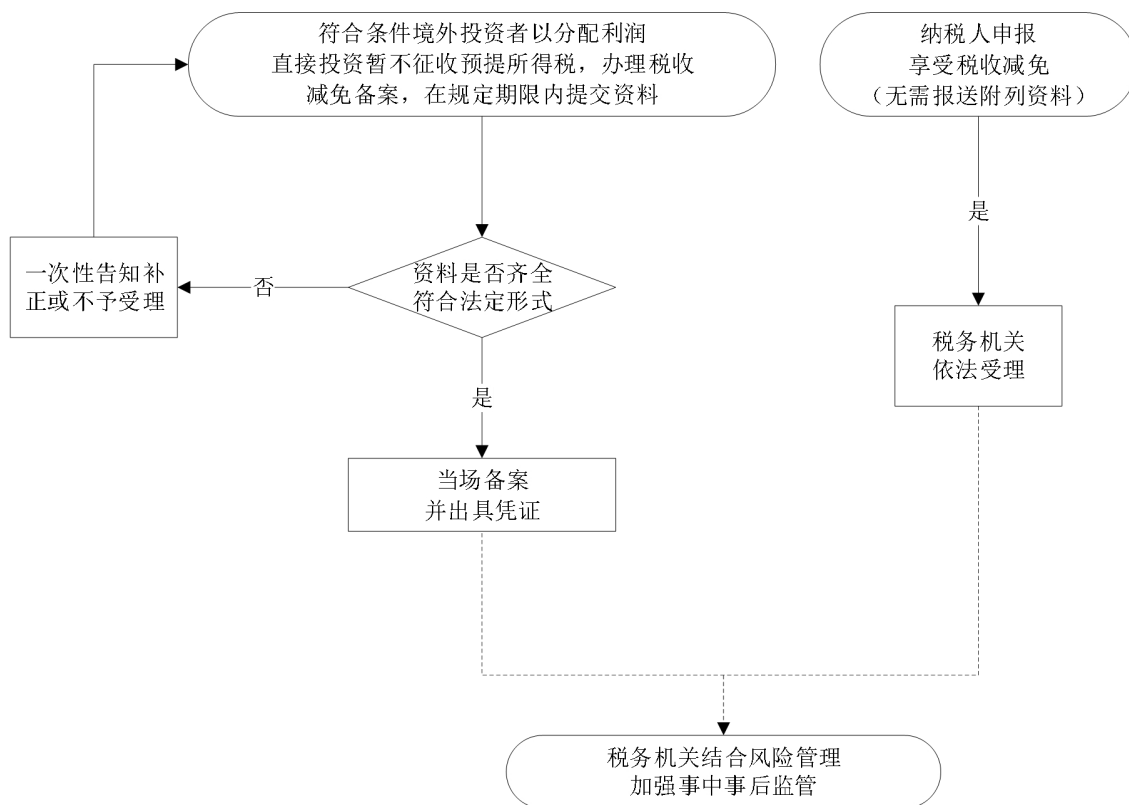 符合条件境外投资者以分配利润
直接投资暂不征收预提所得税，办理税收
减免备案，在规定期限内提交资料
纳税人申报
享受税收减免
（无需报送附列资料）
是
一次性告知补
正或不予受理
否
资料是否齐全
符合法定形式
税务机关
依法受理
是
当场备案
并出具凭证
税务机关结合风险管理
加强事中事后监管